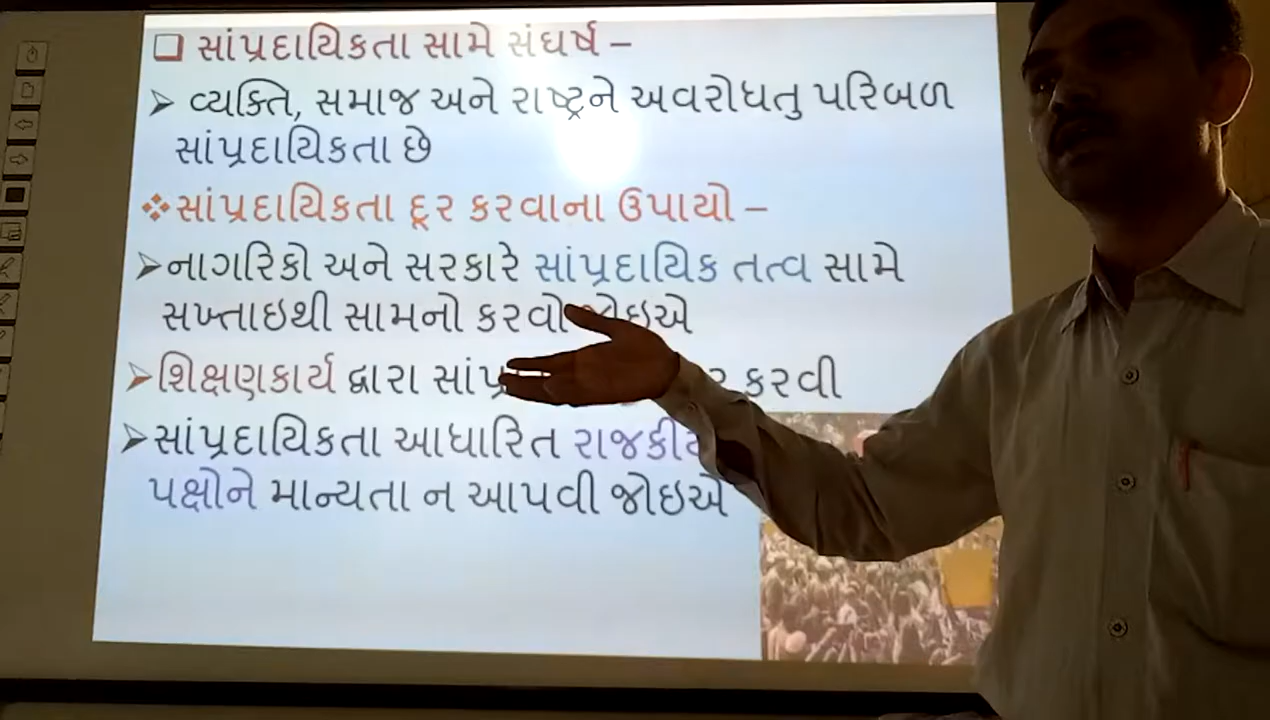 ❑ સાંપ્રદાયિકતા સામે સંઘર્ષ –
➢ વ્યક્તિ, સમાજ અને રાષ્ટ્રને અવરોધતુ પરિબળ
સાંપ્રદાયિકતા છે
❖ સાંપ્રદાયિકતા દૂર કરવાના ઉપાયો –
➢ નાગરિકો અને સરકારે સાંપ્રદાયિક તત્વ સામે
સખ્તાઇથી સામનો કરવો જોઇએ
➢ શિક્ષણકાર્ય દ્વારા કરવી
➢ સાંપ્રદાયિકતા આધારિત રાજકીય
પક્ષોને માન્યતા ન આપવી જોઇએ